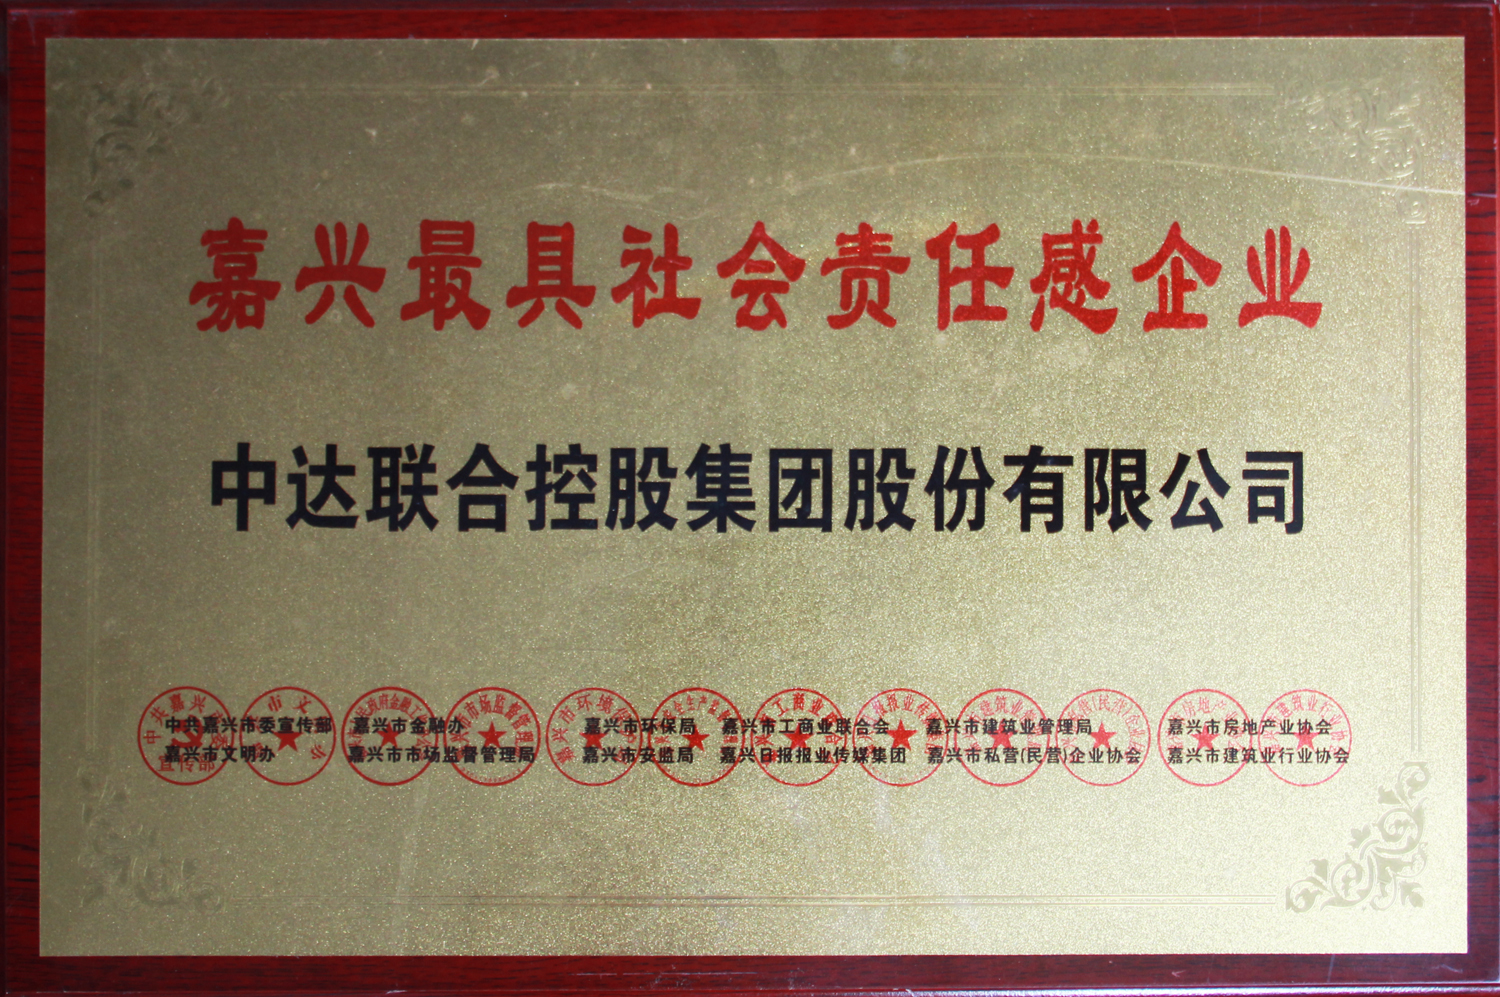 嘉兴最具社会责任感企业
中达联合控股集团股份有限公司
中共嘉兴市委宣传部 嘉兴市金融办 嘉兴市环保局 嘉兴市工商业联合会 嘉兴市建筑业管理局 嘉兴市房地产业协会
嘉兴市文明办 嘉兴市市场监督管理局 嘉兴市安监局 嘉兴日报报业传媒集团 嘉兴市私营(民营)企业协会 嘉兴市建筑业行业协会